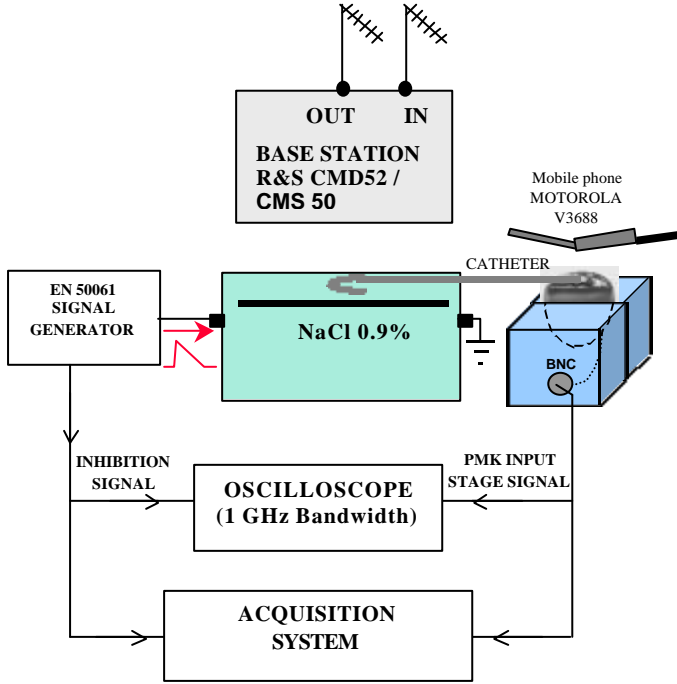 OUT IN
BASE STATION
R&S CMD52 /
CMS 50
Mobile phone
MOTOROLA
V3688
CATHETER
EN 50061
SIGNAL
GENERATOR
NaCl 0.9%
BNC
INHIBITION
SIGNAL
PMK INPUT
STAGE SIGNAL
OSCILLOSCOPE
(1 GHz Bandwidth)
ACQUISITION
SYSTEM